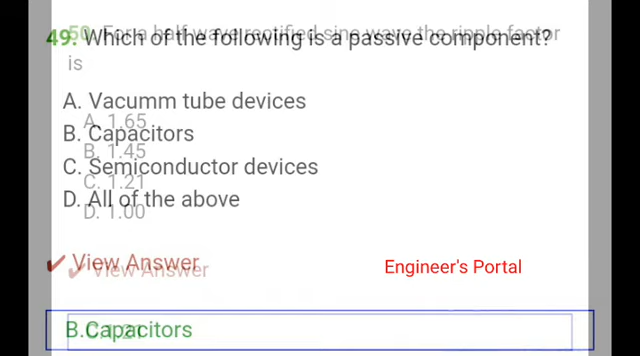 49. Which of the following is a passive component?
50. For a half wave rectified sine wave the ripple factor
is
A. Vacumm tube devices
B. Capacitors
C. Semiconductor devices
D. All of the above
A. 1.65
B. 1.45
C. 1.21
D. 1.00
✔ View Answer
✔ View Answer
Engineer's Portal
B.Capacitors
C.1.21